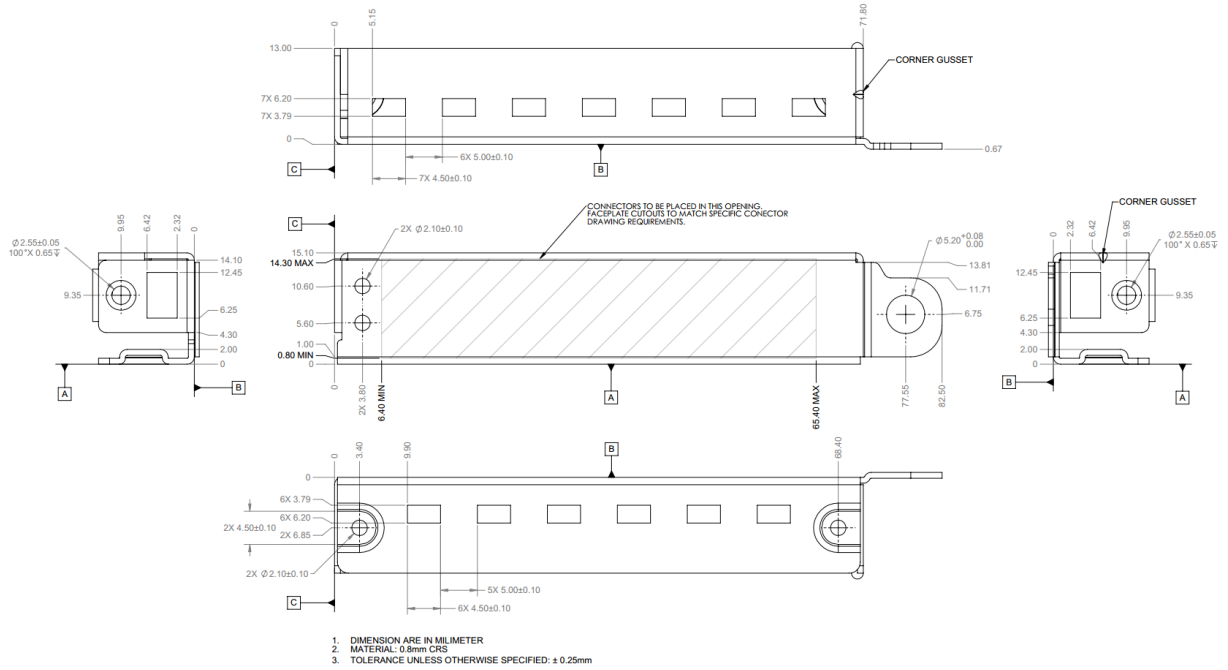 0
5.15
71.80
13.00
CORNER GUSSET
7X 6.20
7X 3.79
0
0.67
C
B
6X 5.00±0.10
7X 4.50±0.10
C
CONNECTORS TO BE PLACED IN THIS OPENING.
FACEPLATE CUTOUTS TO MATCH SPECIFIC CONECTOR
DRAWING REQUIREMENTS.
2X Ø2.10±0.10
Ø5.20 +0.08
0.00
15.10
14.30 MAX
13.81
10.60
11.71
5.60
6.75
1.00
0.80 MIN
0
0
2X 3.80
6.40 MIN
A
65.40 MAX
77.55
82.50
9.95
6.42
2.32
0
Ø2.55±0.05
100°X 0.65↧
14.10
12.45
9.35
6.25
4.30
2.00
0
A
B
CORNER GUSSET
0
2.32
6.42
9.95
Ø2.55±0.05
100°X 0.65↧
12.45
9.35
6.25
4.30
2.00
0
B
A
0
3.40
9.90
B
68.40
0
6X 3.79
6X 6.20
2X 4.50±0.10
2X 6.85
2X Ø2.10±0.10
5X 5.00±0.10
C
6X 4.50±0.10
1. DIMENSION ARE IN MILIMETER
2. MATERIAL: 0.8mm CRS
3. TOLERANCE UNLESS OTHERWISE SPECIFIED: ± 0.25mm